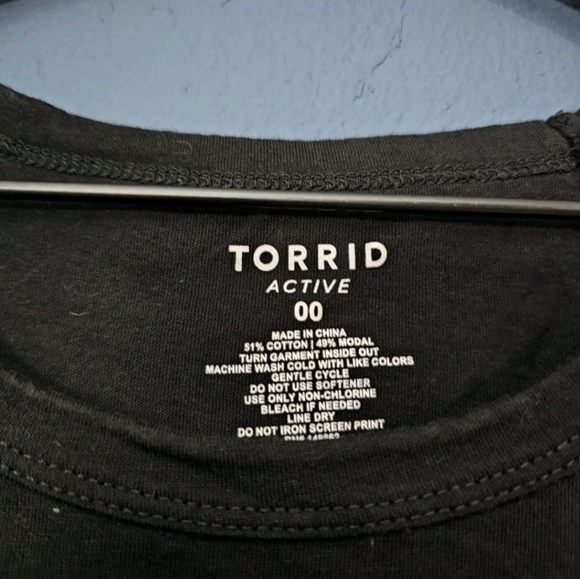 TORRID
ACTIVE
00
MADE IN CHINA
51% COTTON | 49% MODAL
TURN GARMENT INSIDE OUT
MACHINE WASH COLD WITH LIKE COLORS
GENTLE CYCLE
DO NOT USE SOFTENER
USE ONLY NON-CHLORINE
BLEACH IF NEEDED
LINE DRY
DO NOT IRON SCREEN PRINT